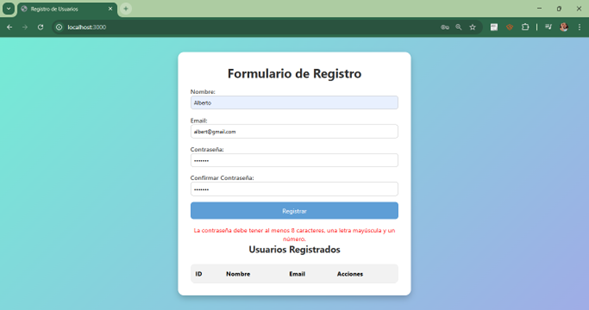 Registro de Usuarios
localhost:3000
Formulario de Registro
Nombre:
Alberto
Email:
albert@gmail.com
Contraseña:
•••••••
Confirmar Contraseña:
•••••••
Registrar
La contraseña debe tener al menos 8 caracteres, una letra mayúscula y un
número.
Usuarios Registrados
ID Nombre Email Acciones